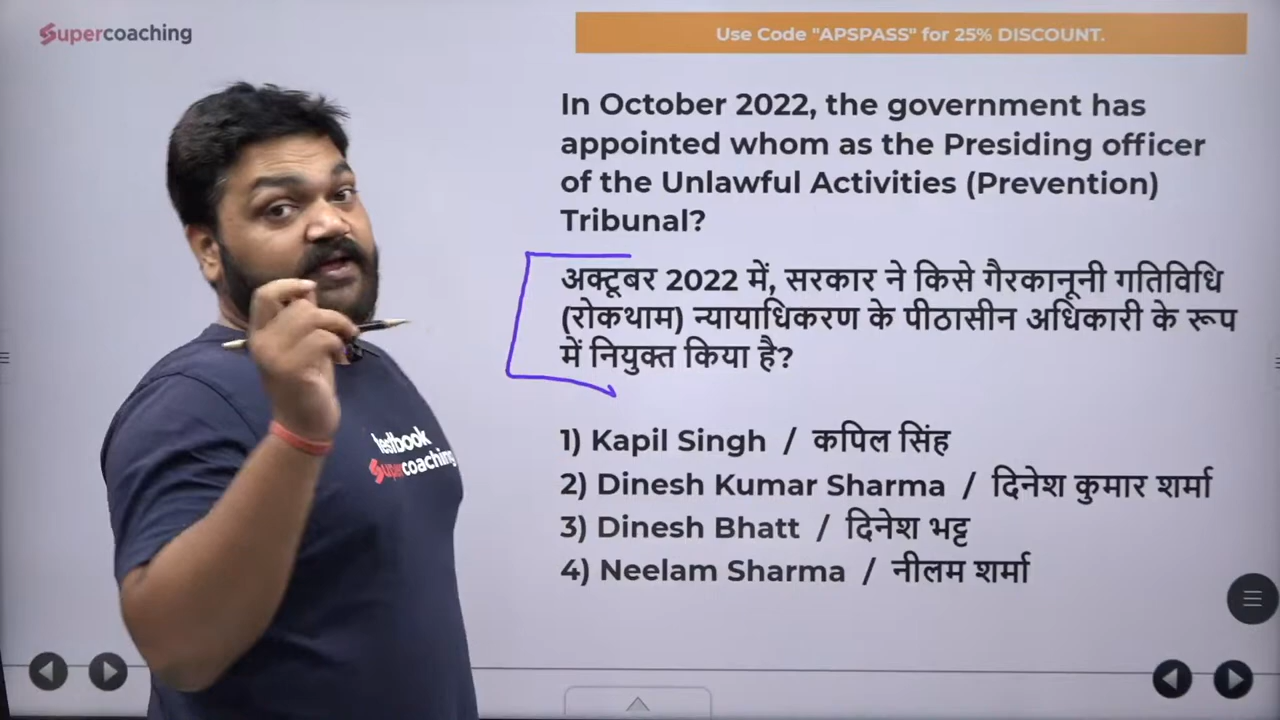 Supercoaching
Use Code "APSPASS" for 25% DISCOUNT.
In October 2022, the government has
appointed whom as the Presiding officer
of the Unlawful Activities (Prevention)
Tribunal?
अक्टूबर 2022 में, सरकार ने किसे गैरकानूनी गतिविधि
(रोकथाम) न्यायाधिकरण के पीठासीन अधिकारी के रूप
में नियुक्त किया है?
1) Kapil Singh / कपिल सिंह
2) Dinesh Kumar Sharma / दिनेश कुमार शर्मा
3) Dinesh Bhatt / दिनेश भट्ट
4) Neelam Sharma / नीलम शर्मा
testbook
Supercoaching